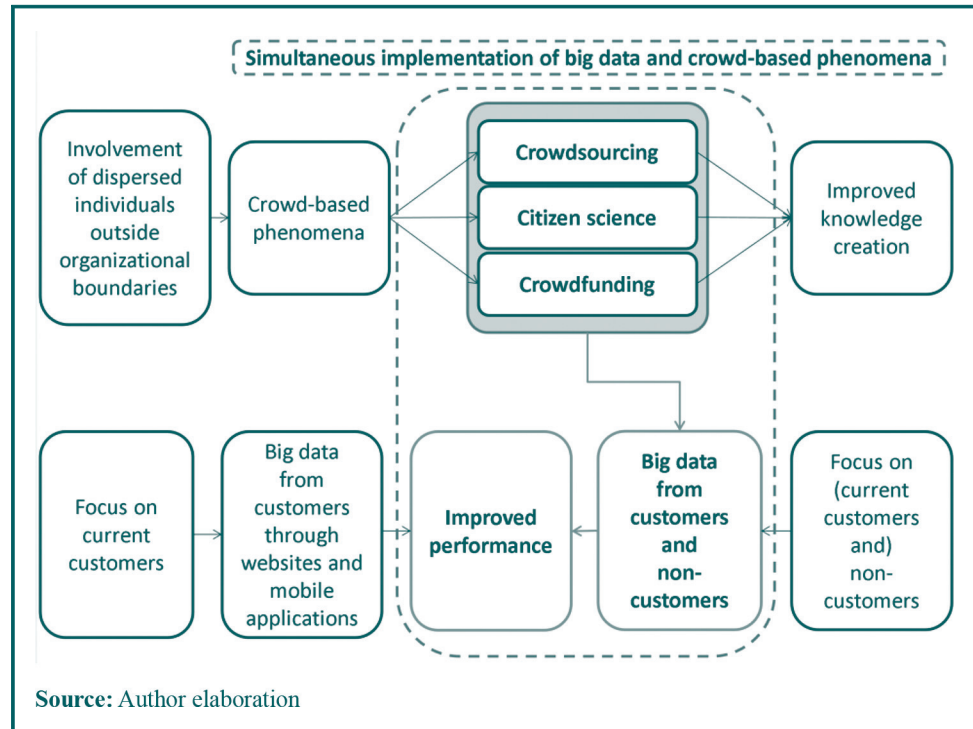 Simultaneous implementation of big data and crowd-based phenomena
Involvement
of dispersed
individuals
outside
organizational
boundaries
Crowd-based
phenomena
Crowdsourcing
Citizen science
Crowdfunding
Improved
knowledge
creation
Focus on
current
customers
Big data
from
customers
through
websites and
mobile
applications
Improved
performance
Big data
from
customers
and
non-
customers
Focus on
(current
customers
and)
non-
customers
Source: Author elaboration